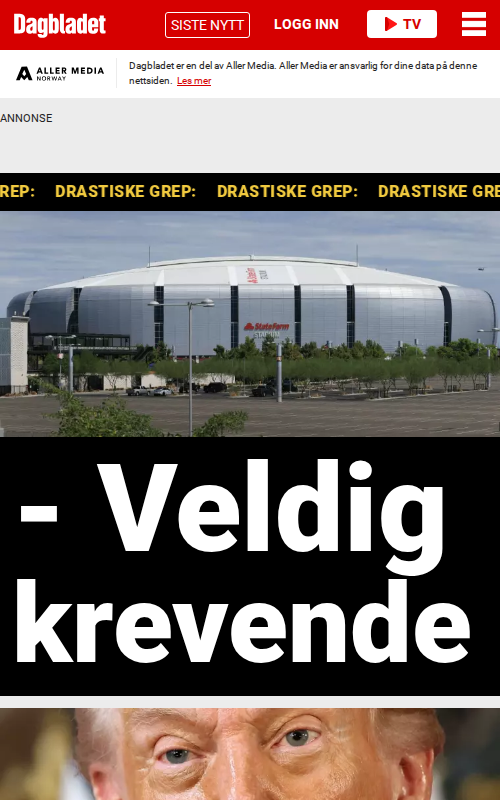 Dagbladet
SISTE NYTT
LOGG INN
TV
ALLER MEDIA
NORWAY
Dagbladet er en del av Aller Media. Aller Media er ansvarlig for dine data på denne
nettsiden. Les mer
ANNONSE
REP: DRASTISKE GREP: DRASTISKE GREP: DRASTISKE GRE
State Farm
STADIUM
- Veldig
krevende